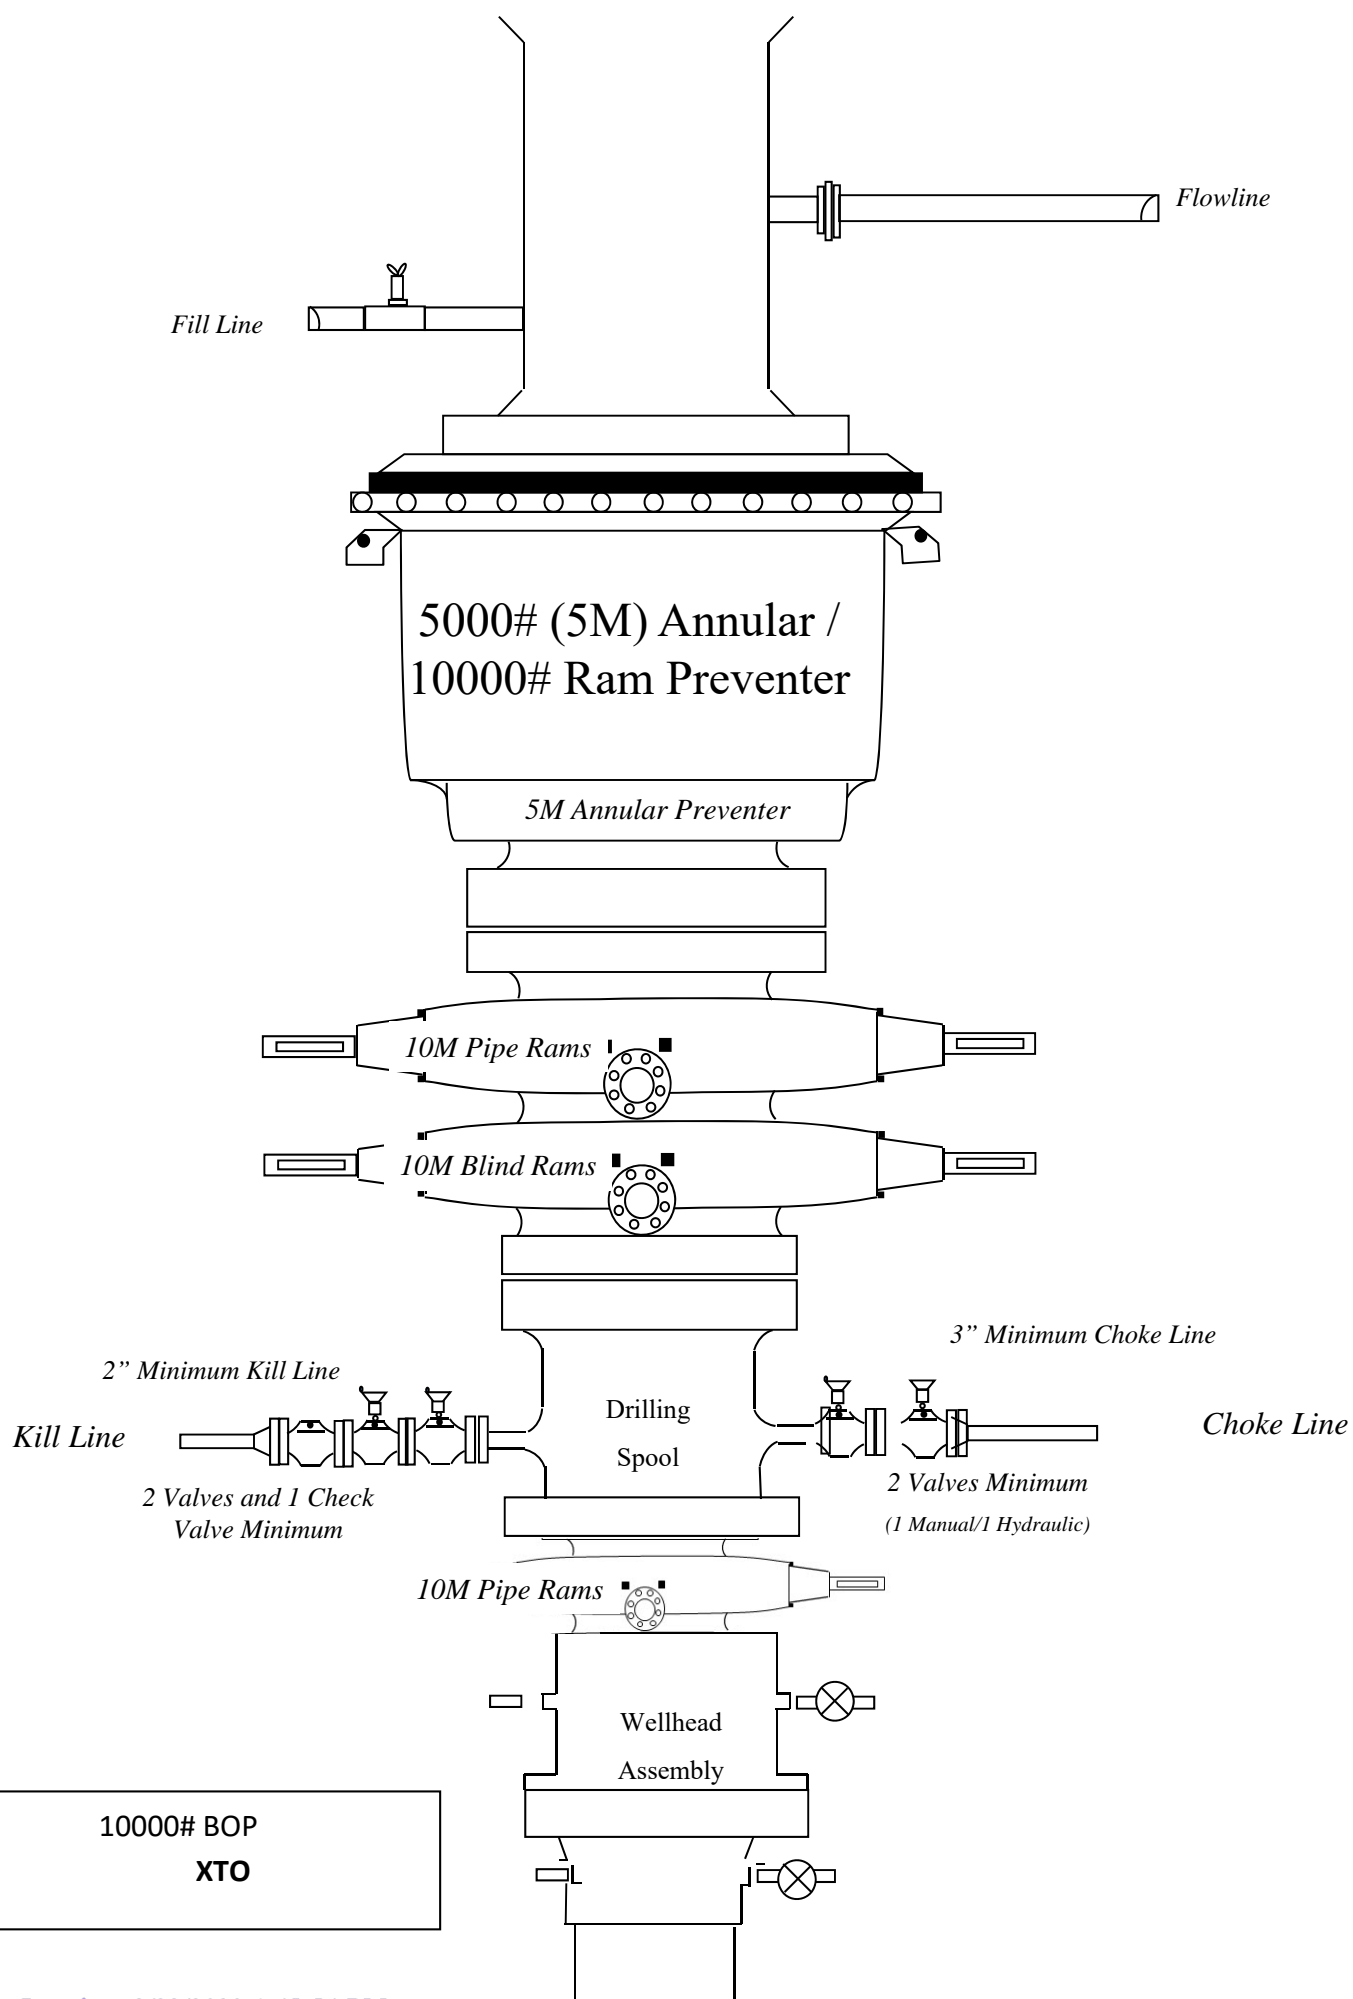 Flowline
Fill Line
5000# (5M) Annular /
10000# Ram Preventer
5M Annular Preventer
10M Pipe Rams
10M Blind Rams
3” Minimum Choke Line
2” Minimum Kill Line
Drilling
Spool
Kill Line
Choke Line
2 Valves and 1 Check
Valve Minimum
2 Valves Minimum
(1 Manual/1 Hydraulic)
10M Pipe Rams
Wellhead
Assembly
10000# BOP
XTO